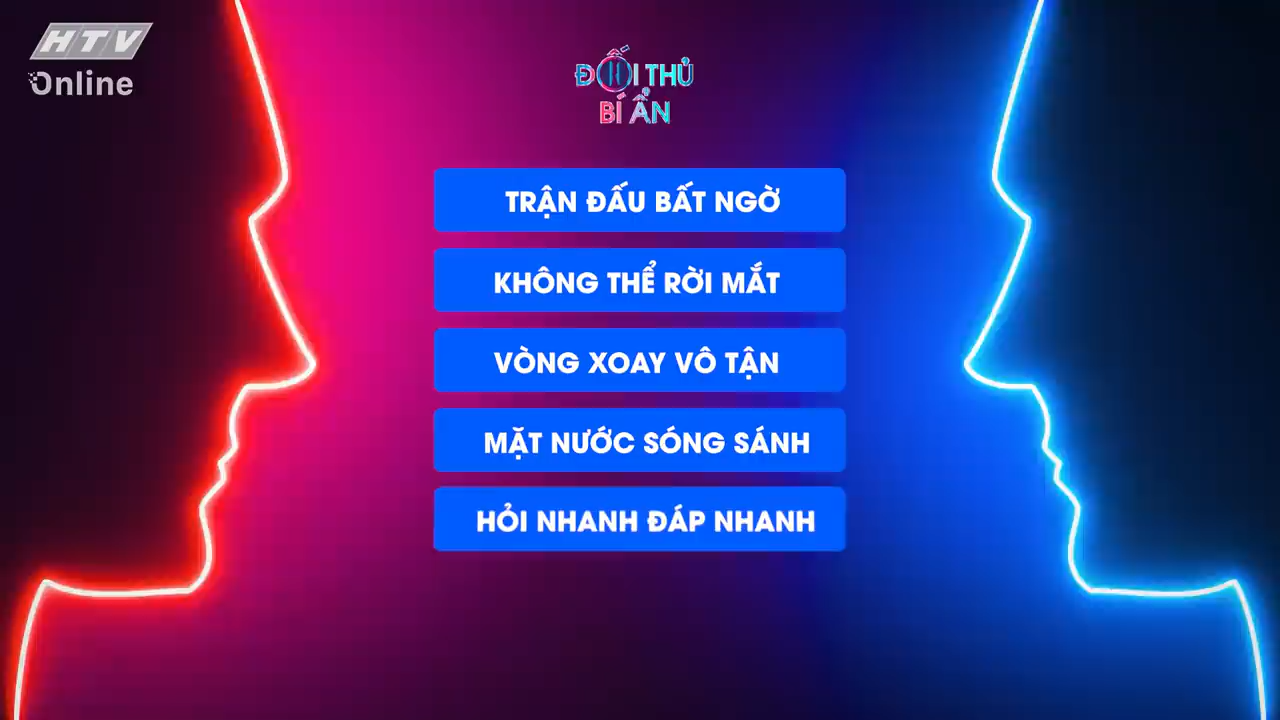 HTV
Online
ĐỐI THỦ
BÍ ẨN
TRẬN ĐẤU BẤT NGỜ
KHÔNG THỂ RỜI MẮT
VÒNG XOAY VÔ TẬN
MẶT NƯỚC SÓNG SÁNH
HỎI NHANH ĐÁP NHANH